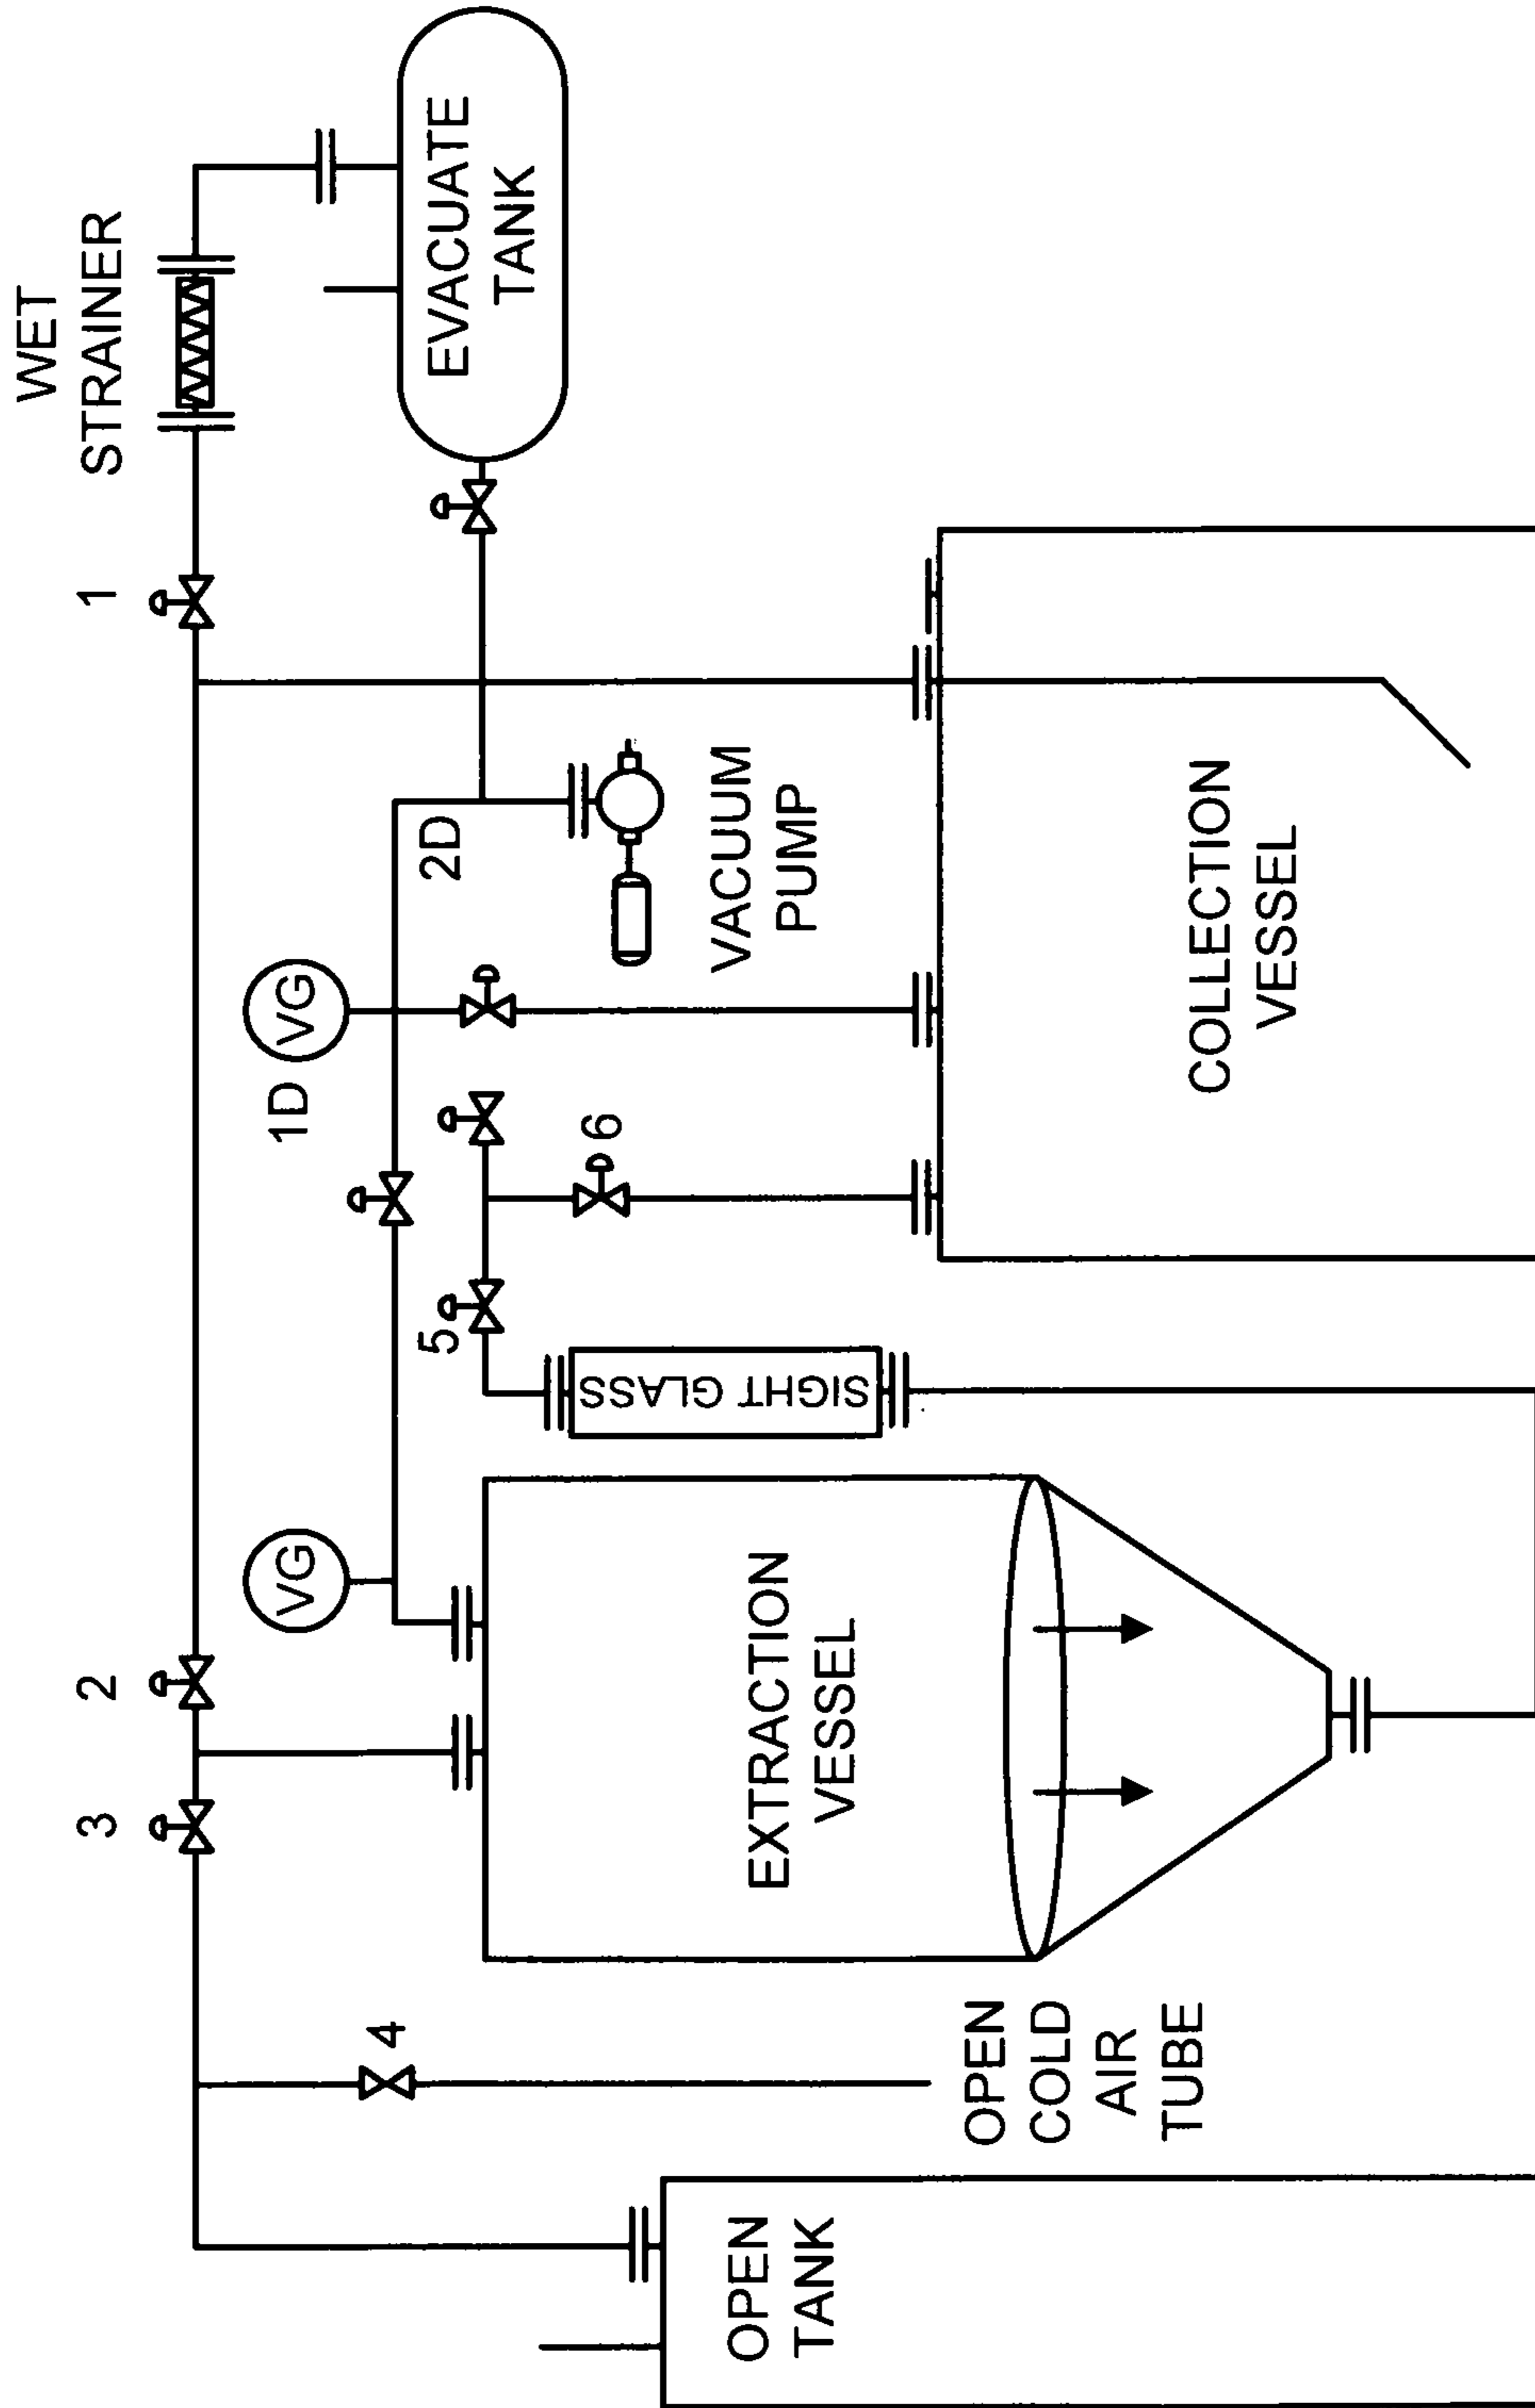 WET
STRAINER
EVACUATE
TANK
1
2D
VACUUM
PUMP
VG
1D
6
5
SIGHT GLASS
COLLECTION
VESSEL
VG
2
3
EXTRACTION
VESSEL
4
OPEN
COLD
AIR
TUBE
OPEN
TANK